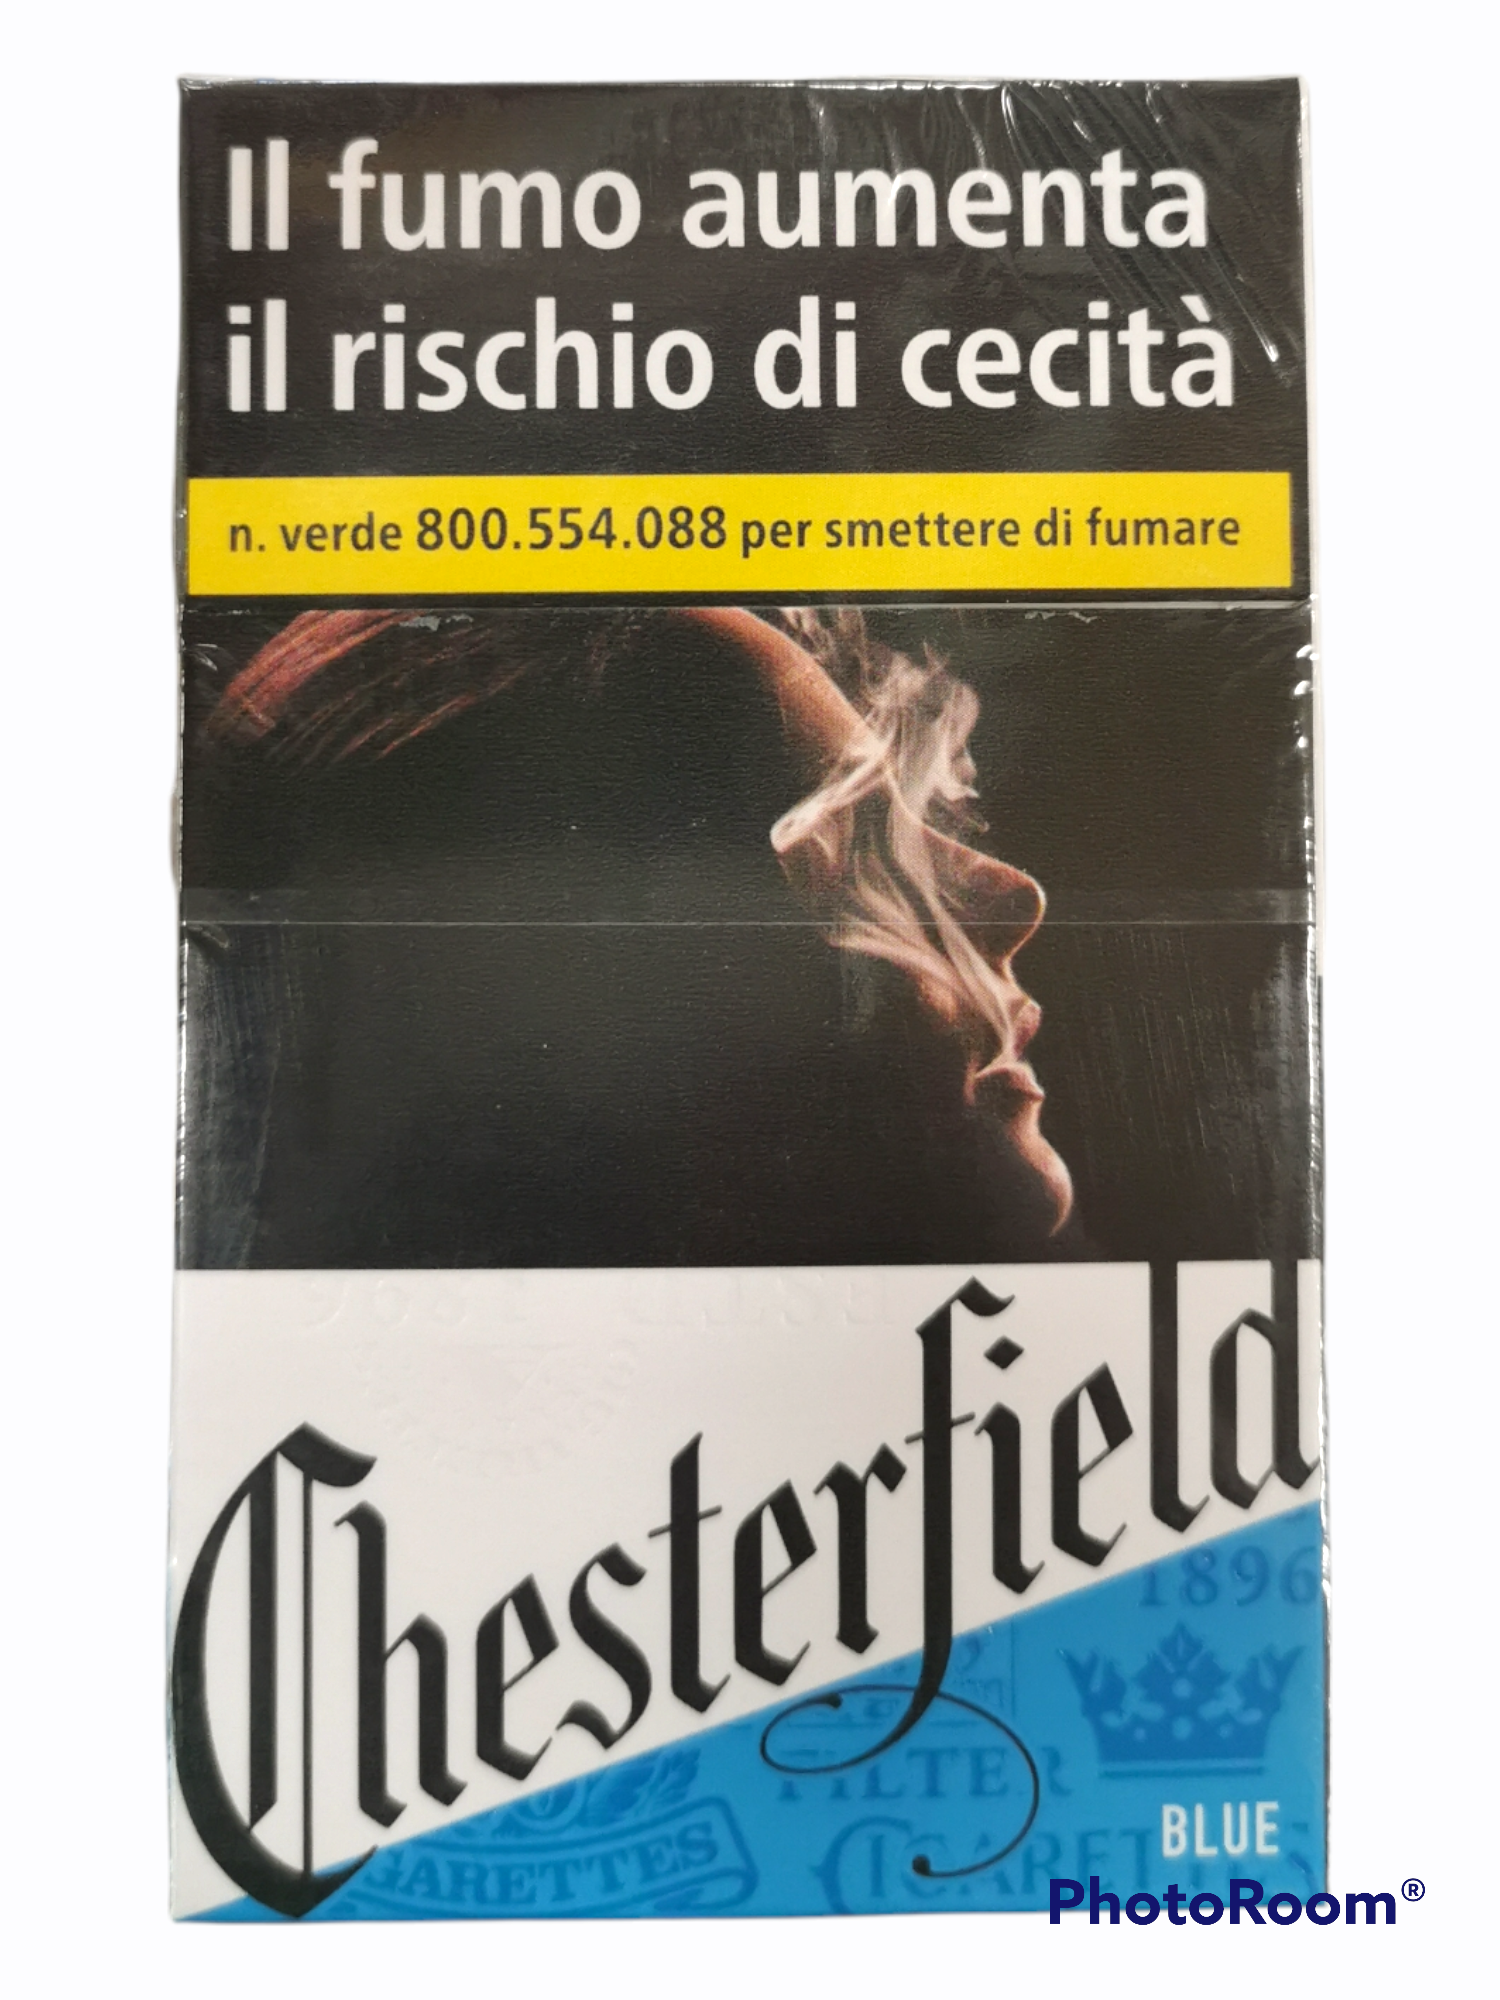 Il fumo aumenta
il rischio di cecità
n. verde 800.554.088 per smettere di fumare
Chesterfield
1896
FILTER
CIGARETTES
GARETTES
BLUE
PhotoRoom®